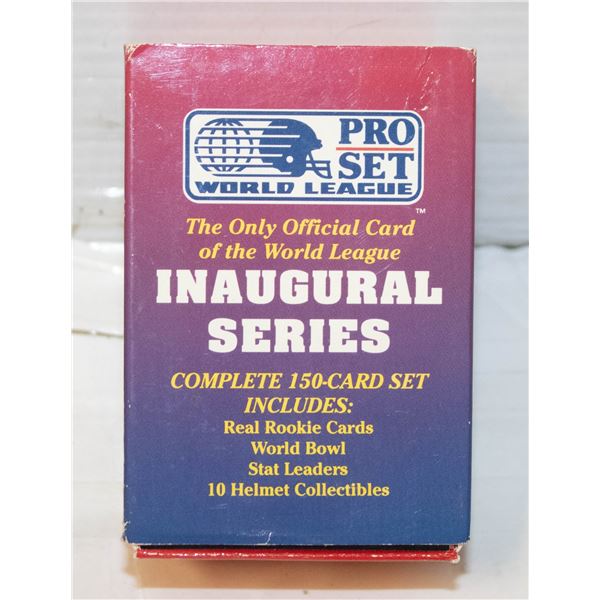 PRO
SET
WORLD LEAGUE
™
The Only Official Card
of the World League
INAUGURAL
SERIES
COMPLETE 150-CARD SET
INCLUDES:
Real Rookie Cards
World Bowl
Stat Leaders
10 Helmet Collectibles